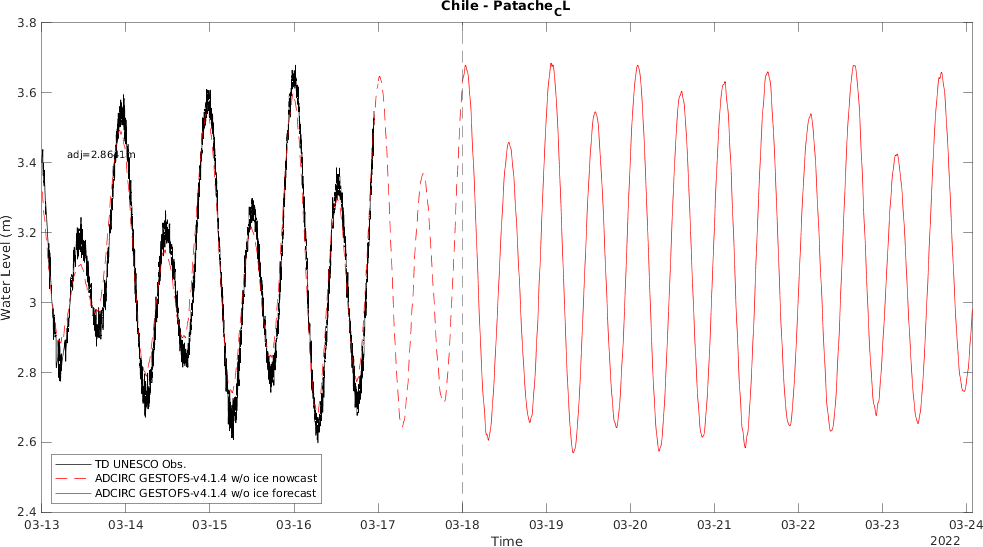 Chile - Patache_CL
3.8
3.6
3.4
3.2
3
2.8
2.6
2.4
Water Level (m)
TD UNESCO Obs.
ADCIRC GESTOFS-v4.1.4 w/o ice nowcast
ADCIRC GESTOFS-v4.1.4 w/o ice forecast
03-13 03-14 03-15 03-16 03-17 03-18 03-19 03-20 03-21 03-22 03-23 03-24
Time
2022